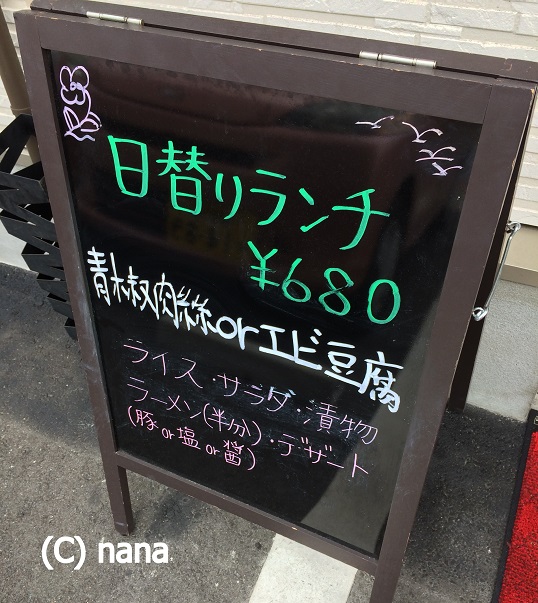 日替りランチ
¥680
青椒肉絲orエビ豆腐
ライス・サラダ・漬物
ラーメン(半分)・デザート
(豚or塩or醤)
(C) nana